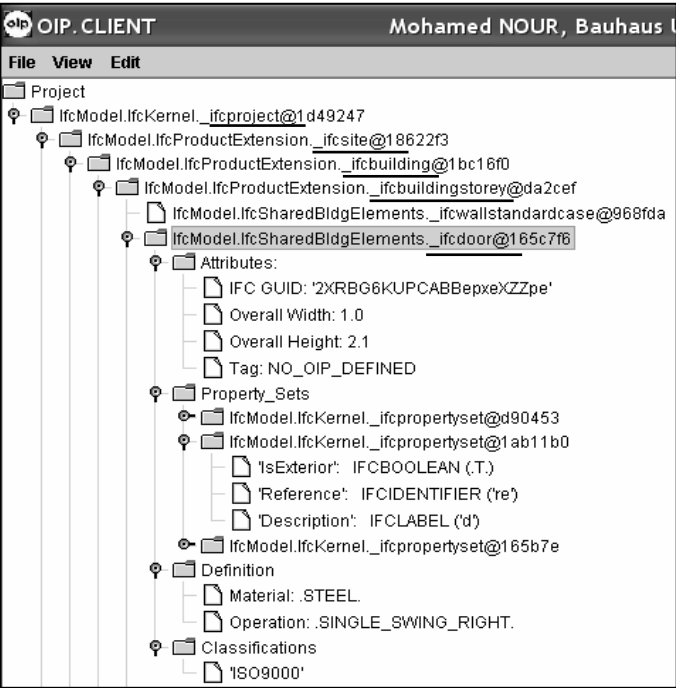 oip OIP.CLIENT Mohamed NOUR, Bauhaus U
File View Edit
Project
IfcModel.IfcKernel._ifcproject@1d49247
IfcModel.IfcProductExtension._ifcsite@18622f3
IfcModel.IfcProductExtension._ifcbuilding@1bc16f0
IfcModel.IfcProductExtension._ifcbuildingstorey@da2cef
IfcModel.IfcSharedBldgElements._ifcwallstandardcase@968fda
IfcModel.IfcSharedBldgElements._ifcdoor@165c7f6
Attributes:
IFC GUID: '2XRBG6KUPCABBepxeXZZpe'
Overall Width: 1.0
Overall Height: 2.1
Tag: NO_OIP_DEFINED
Property_Sets
IfcModel.IfcKernel._ifcpropertyset@d90453
IfcModel.IfcKernel._ifcpropertyset@1ab11b0
'IsExterior': IFCBOOLEAN (.T.)
'Reference': IFCIDENTIFIER ('re')
'Description': IFCLABEL ('d')
IfcModel.IfcKernel._ifcpropertyset@165b7e
Definition
Material: .STEEL.
Operation: .SINGLE_SWING_RIGHT.
Classifications
'ISO9000'